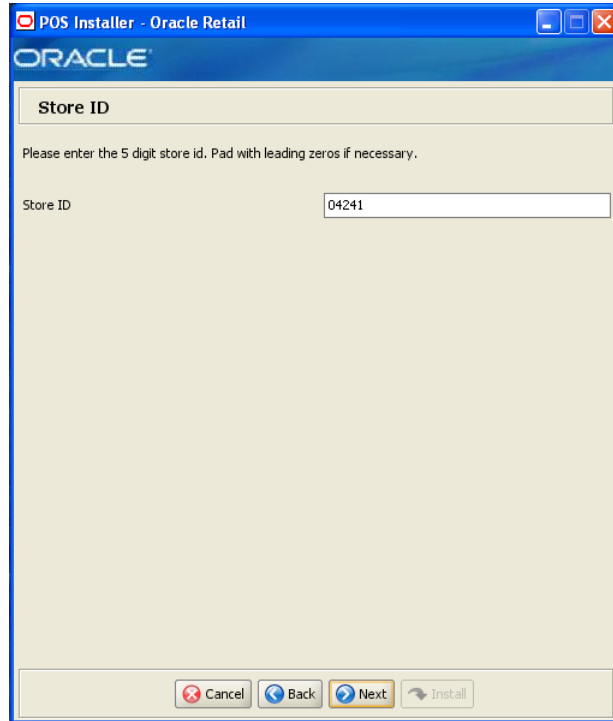 POS Installer - Oracle Retail
ORACLE
Store ID
Please enter the 5 digit store id. Pad with leading zeros if necessary.
Store ID 04241
Cancel Back Next Install